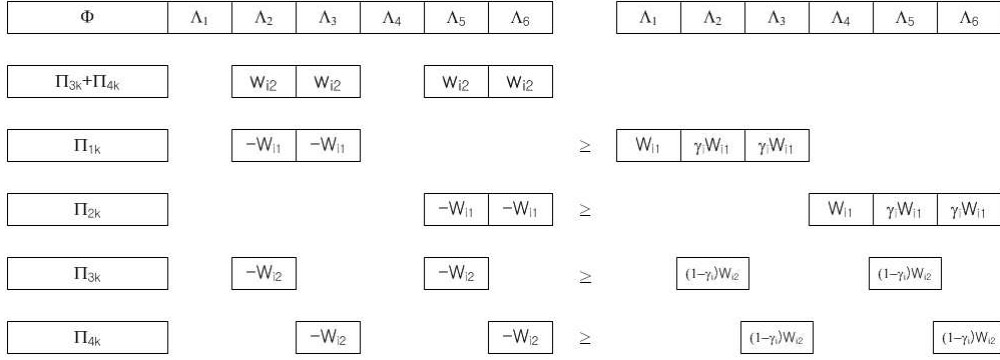 Φ Λ₁ Λ₂ Λ₃ Λ₄ Λ₅ Λ₆ Λ₁ Λ₂ Λ₃ Λ₄ Λ₅ Λ₆
Π₃ₖ+Π₄ₖ Wᵢ₂ Wᵢ₂ Wᵢ₂ Wᵢ₂
Π₁ₖ −Wᵢ₁ −Wᵢ₁ ≥ Wᵢ₁ γᵢWᵢ₁ γᵢWᵢ₁
Π₂ₖ −Wᵢ₁ −Wᵢ₁ ≥ Wᵢ₁ γᵢWᵢ₁ γᵢWᵢ₁
Π₃ₖ −Wᵢ₂ −Wᵢ₂ ≥ (1−γᵢ)Wᵢ₂ (1−γᵢ)Wᵢ₂
Π₄ₖ −Wᵢ₂ −Wᵢ₂ ≥ (1−γᵢ)Wᵢ₂ (1−γᵢ)Wᵢ₂